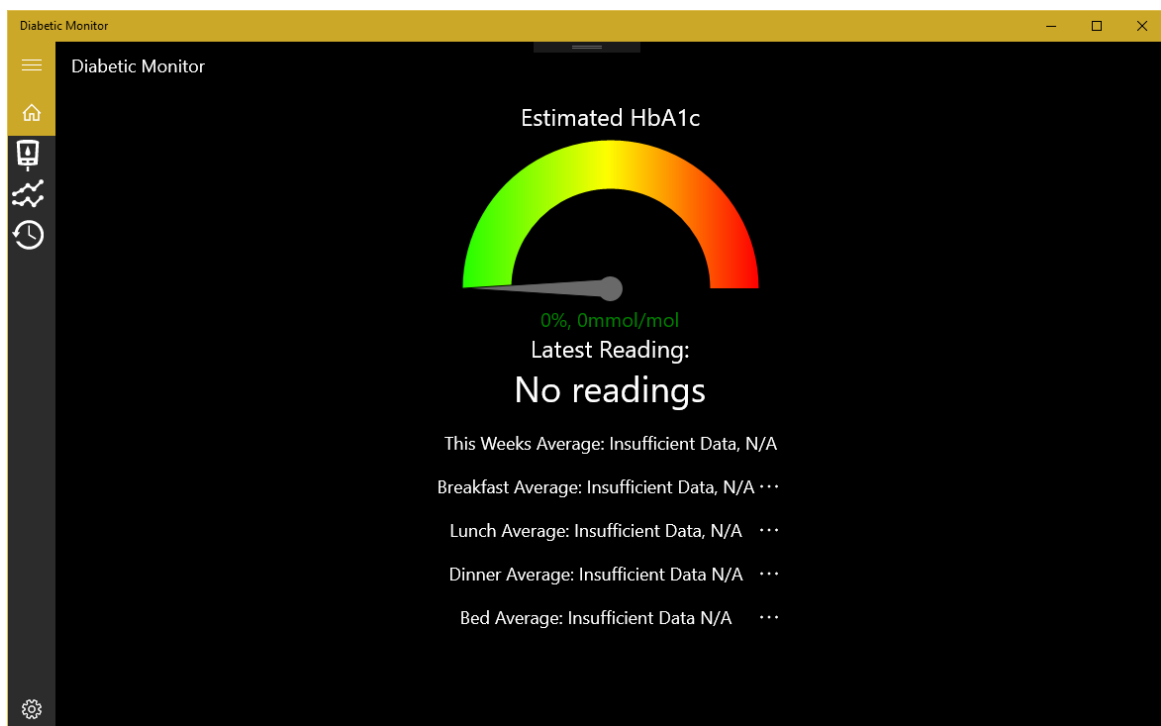 Diabetic Monitor
Diabetic Monitor
Estimated HbA1c
0%, 0mmol/mol
Latest Reading:
No readings
This Weeks Average: Insufficient Data, N/A
Breakfast Average: Insufficient Data, N/A ···
Lunch Average: Insufficient Data, N/A ···
Dinner Average: Insufficient Data N/A ···
Bed Average: Insufficient Data N/A ···